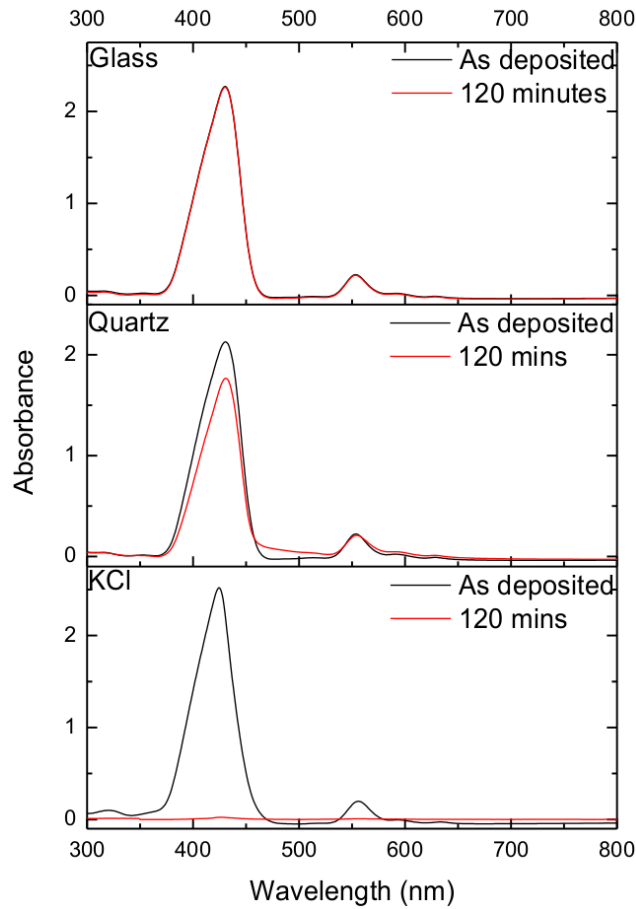 300 400 500 600 700 800
Glass
As deposited
120 minutes
2
1
0
Quartz
As deposited
120 mins
2
1
0
Absorbance
KCl
As deposited
120 mins
2
1
0
300 400 500 600 700 800
Wavelength (nm)